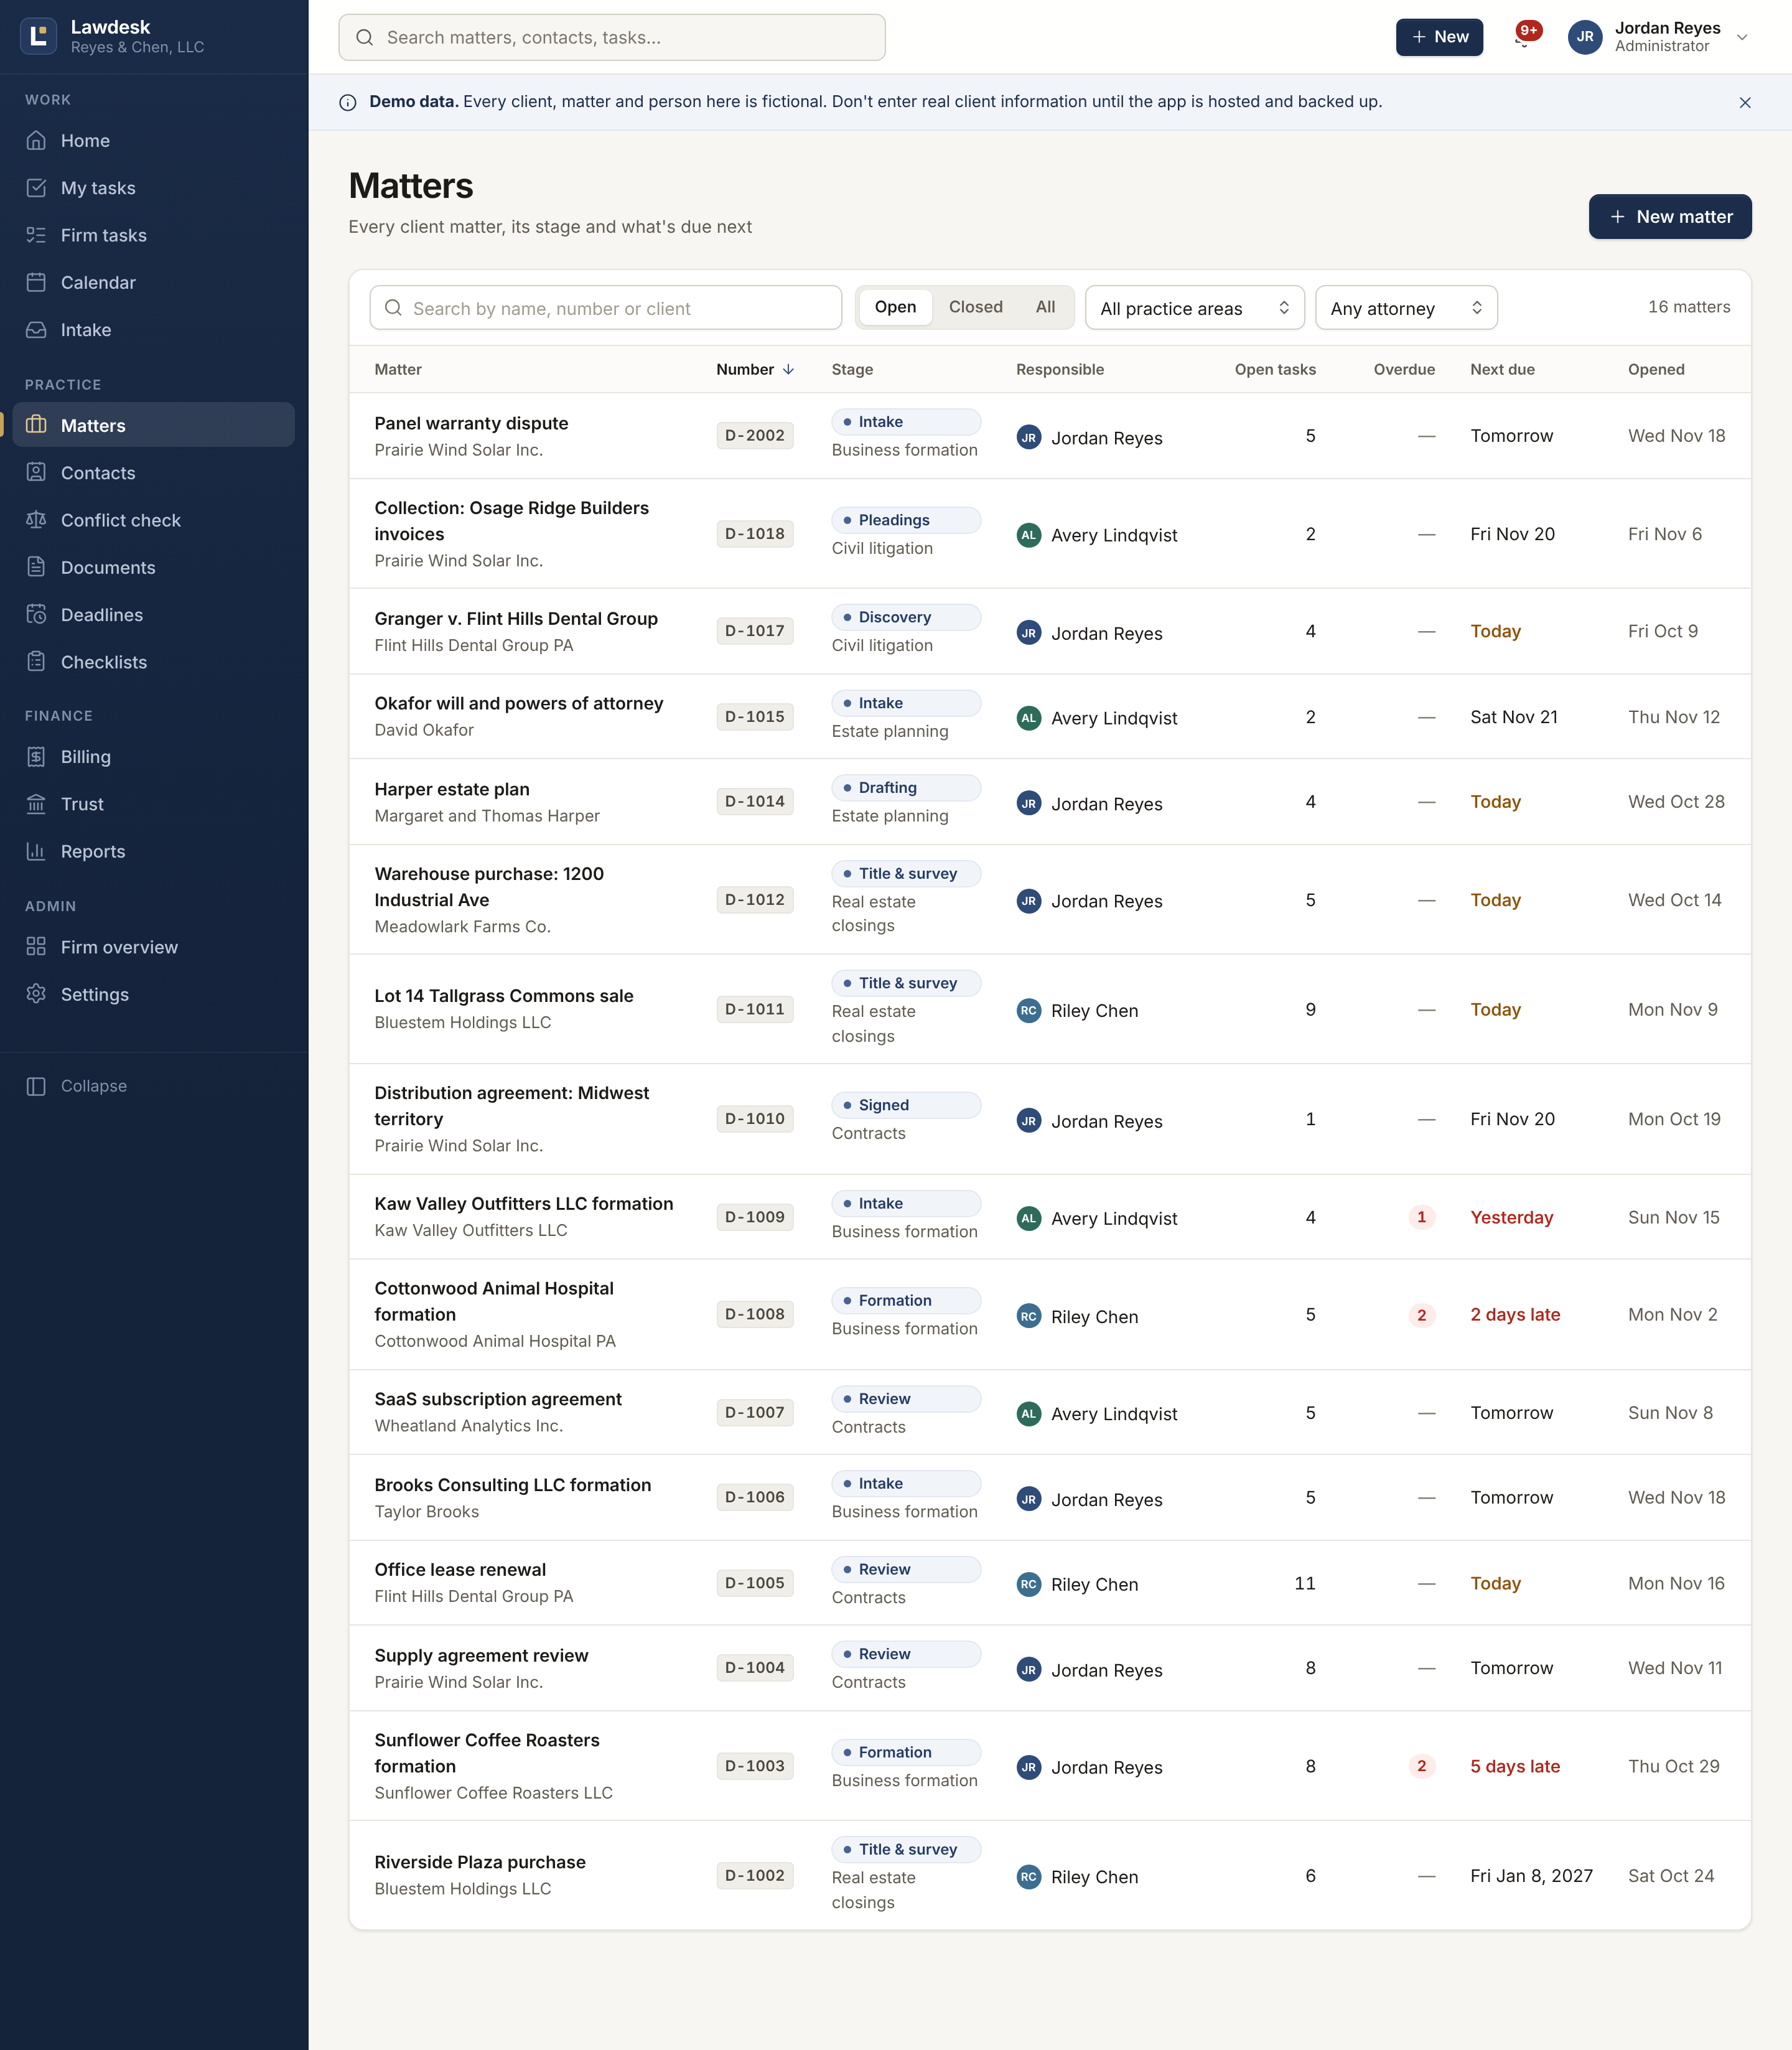 Lawdesk
Reyes & Chen, LLC
WORK
Home
My tasks
Firm tasks
Calendar
Intake
PRACTICE
Matters
Contacts
Conflict check
Documents
Deadlines
Checklists
FINANCE
Billing
Trust
Reports
ADMIN
Firm overview
Settings
Collapse
Search matters, contacts, tasks...
+ New
9+
JR
Jordan Reyes
Administrator
Demo data. Every client, matter and person here is fictional. Don't enter real client information until the app is hosted and backed up.
Matters
Every client matter, its stage and what's due next
+ New matter
Search by name, number or client
Open Closed All
All practice areas
Any attorney
16 matters
Matter Number Stage Responsible Open tasks Overdue Next due Opened
Panel warranty dispute
Prairie Wind Solar Inc.
D-2002
Intake
Business formation
JR Jordan Reyes 5 — Tomorrow Wed Nov 18
Collection: Osage Ridge Builders
invoices
Prairie Wind Solar Inc.
D-1018
Pleadings
Civil litigation
AL Avery Lindqvist 2 — Fri Nov 20 Fri Nov 6
Granger v. Flint Hills Dental Group
Flint Hills Dental Group PA
D-1017
Discovery
Civil litigation
JR Jordan Reyes 4 — Today Fri Oct 9
Okafor will and powers of attorney
David Okafor
D-1015
Intake
Estate planning
AL Avery Lindqvist 2 — Sat Nov 21 Thu Nov 12
Harper estate plan
Margaret and Thomas Harper
D-1014
Drafting
Estate planning
JR Jordan Reyes 4 — Today Wed Oct 28
Warehouse purchase: 1200
Industrial Ave
Meadowlark Farms Co.
D-1012
Title & survey
Real estate
closings
JR Jordan Reyes 5 — Today Wed Oct 14
Lot 14 Tallgrass Commons sale
Bluestem Holdings LLC
D-1011
Title & survey
Real estate
closings
RC Riley Chen 9 — Today Mon Nov 9
Distribution agreement: Midwest
territory
Prairie Wind Solar Inc.
D-1010
Signed
Contracts
JR Jordan Reyes 1 — Fri Nov 20 Mon Oct 19
Kaw Valley Outfitters LLC formation
Kaw Valley Outfitters LLC
D-1009
Intake
Business formation
AL Avery Lindqvist 4 1 Yesterday Sun Nov 15
Cottonwood Animal Hospital
formation
Cottonwood Animal Hospital PA
D-1008
Formation
Business formation
RC Riley Chen 5 2 2 days late Mon Nov 2
SaaS subscription agreement
Wheatland Analytics Inc.
D-1007
Review
Contracts
AL Avery Lindqvist 5 — Tomorrow Sun Nov 8
Brooks Consulting LLC formation
Taylor Brooks
D-1006
Intake
Business formation
JR Jordan Reyes 5 — Tomorrow Wed Nov 18
Office lease renewal
Flint Hills Dental Group PA
D-1005
Review
Contracts
RC Riley Chen 11 — Today Mon Nov 16
Supply agreement review
Prairie Wind Solar Inc.
D-1004
Review
Contracts
JR Jordan Reyes 8 — Tomorrow Wed Nov 11
Sunflower Coffee Roasters
formation
Sunflower Coffee Roasters LLC
D-1003
Formation
Business formation
JR Jordan Reyes 8 2 5 days late Thu Oct 29
Riverside Plaza purchase
Bluestem Holdings LLC
D-1002
Title & survey
Real estate
closings
RC Riley Chen 6 — Fri Jan 8, 2027 Sat Oct 24